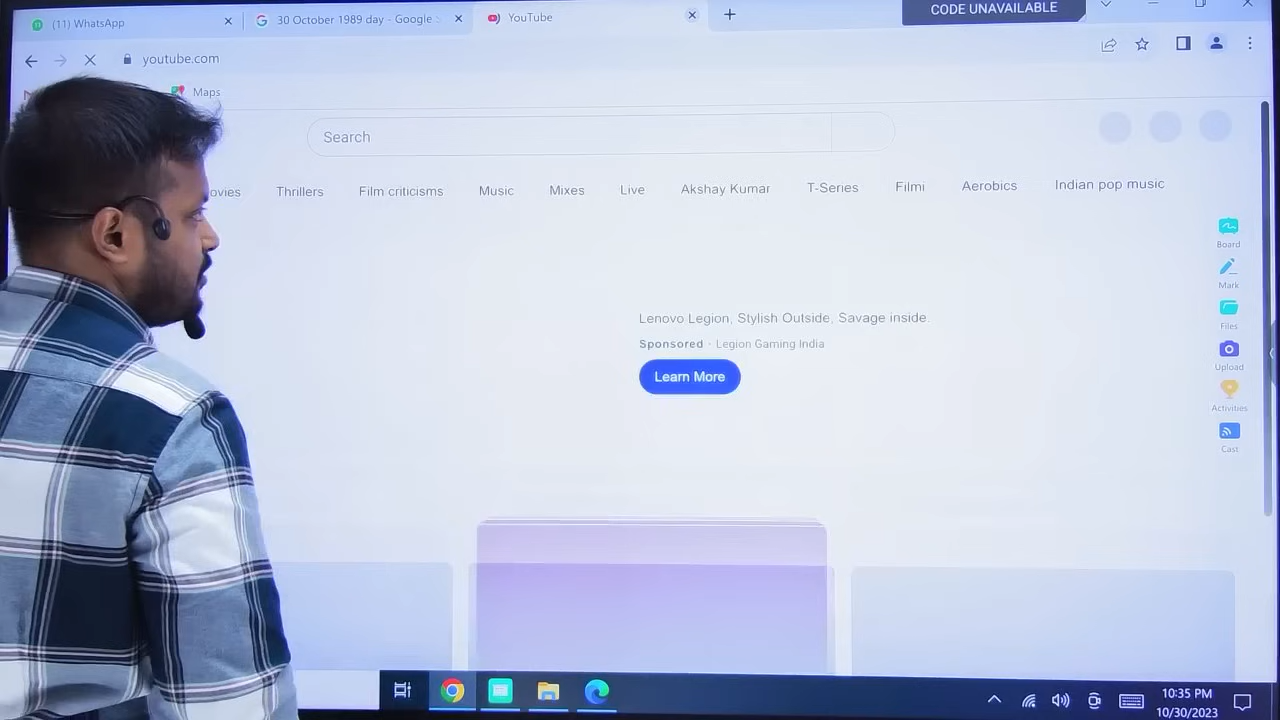 (11) WhatsApp
30 October 1989 day - Google
YouTube
CODE UNAVAILABLE
youtube.com
Maps
Search
ovies
Thrillers
Film criticisms
Music
Mixes
Live
Akshay Kumar
T-Series
Filmi
Aerobics
Indian pop music
Board
Mark
Files
Upload
Activities
Cast
Lenovo Legion, Stylish Outside, Savage inside.
Sponsored · Legion Gaming India
Learn More
10:35 PM
10/30/2023